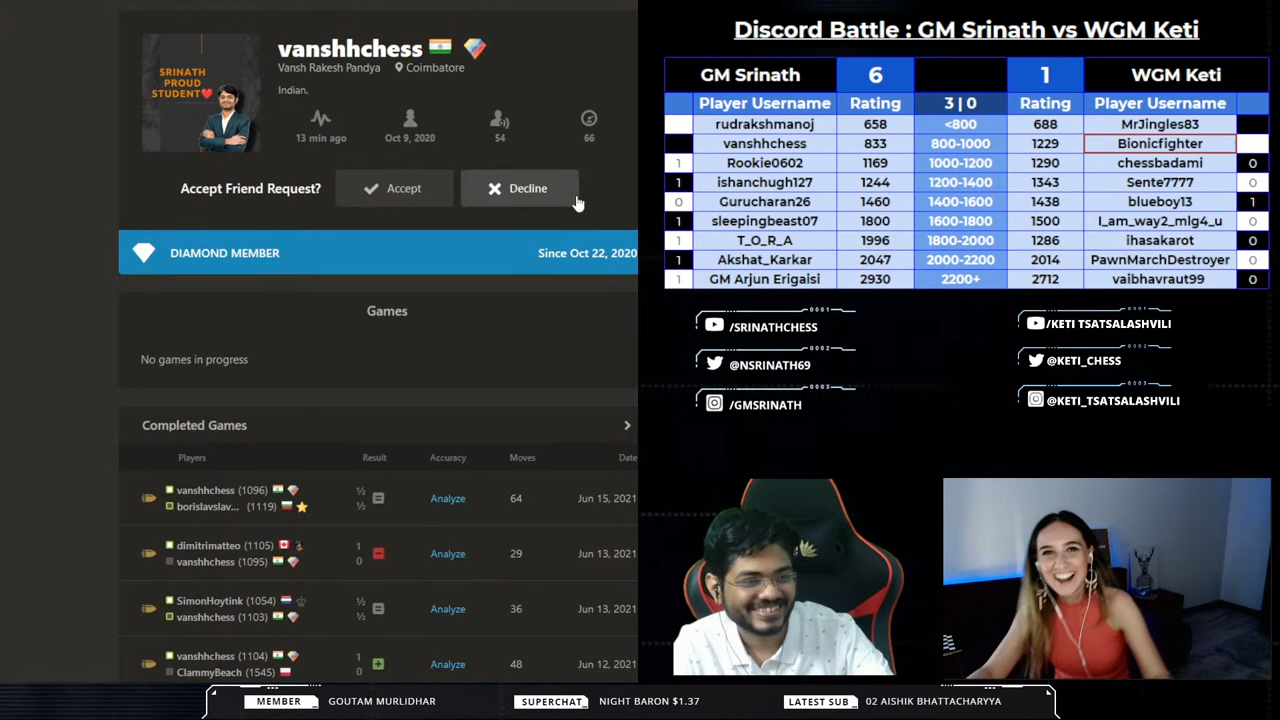 vanshhchess
Vansh Rakesh Pandya Coimbatore
Indian.
SRINATH
PROUD
STUDENT
13 min ago Oct 9, 2020 54 66
Accept Friend Request? Accept Decline
DIAMOND MEMBER Since Oct 22, 2020
Games
No games in progress
Completed Games
Players Result Accuracy Moves Date
vanshhchess (1096) ½
borislavslav... (1119) ½
Analyze 64 Jun 15, 2021
dimitrimatteo (1105) 1
vanshhchess (1095) 0
Analyze 29 Jun 13, 2021
SimonHoytink (1054) ½
vanshhchess (1103) ½
Analyze 36 Jun 13, 2021
vanshhchess (1104) 1
ClammyBeach (1545) 0
Analyze 48 Jun 12, 2021
Discord Battle : GM Srinath vs WGM Keti
GM Srinath 6 1 WGM Keti
Player Username Rating 3 | 0 Rating Player Username
rudrakshmanoj 658 <800 688 MrJingles83
vanshhchess 833 800-1000 1229 Bionicfighter
1 Rookie0602 1169 1000-1200 1290 chessbadami 0
1 ishanchugh127 1244 1200-1400 1343 Sente7777 0
0 Gurucharan26 1460 1400-1600 1438 blueboy13 1
1 sleepingbeast07 1800 1600-1800 1500 I_am_way2_mlg4_u 0
1 T_O_R_A 1996 1800-2000 1286 ihasakarot 0
1 Akshat_Karkar 2047 2000-2200 2014 PawnMarchDestroyer 0
1 GM Arjun Erigaisi 2930 2200+ 2712 vaibhavraut99 0
0001
/SRINATHCHESS
0002
@NSRINATH69
0003
/GMSRINATH
0001
/KETI TSATSALASHVILI
0002
@KETI_CHESS
0003
@KETI_TSATSALASHVILI
MEMBER GOUTAM MURLIDHAR SUPERCHAT NIGHT BARON $1.37 LATEST SUB 02 AISHIK BHATTACHARYYA